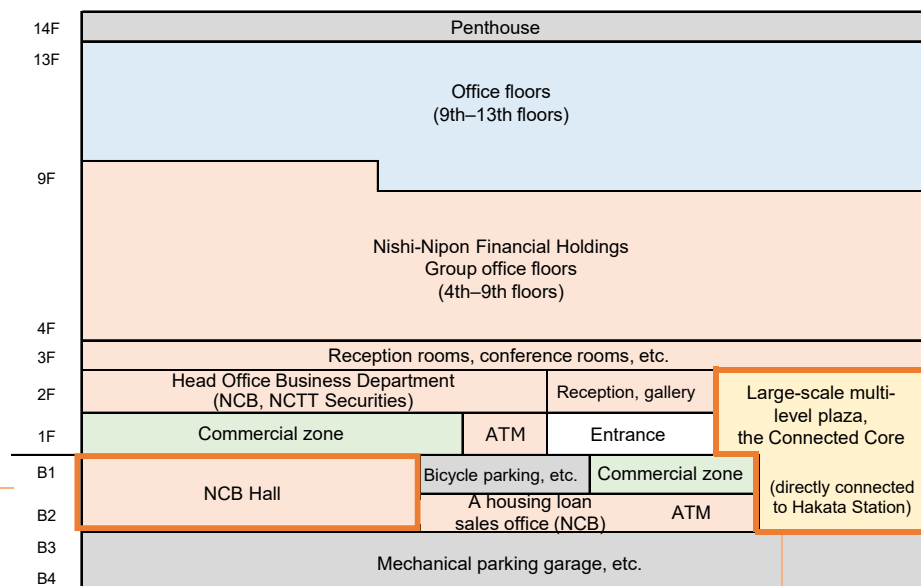 14F
Penthouse
13F
Office floors
(9th–13th floors)
9F
Nishi-Nipon Financial Holdings
Group office floors
(4th–9th floors)
4F
3F
Reception rooms, conference rooms, etc.
2F
Head Office Business Department
(NCB, NCTT Securities)
Reception, gallery
Large-scale multi-
level plaza,
the Connected Core
(directly connected
to Hakata Station)
1F
Commercial zone
ATM
Entrance
B1
NCB Hall
Bicycle parking, etc.
Commercial zone
B2
A housing loan
sales office (NCB)
ATM
B3
Mechanical parking garage, etc.
B4